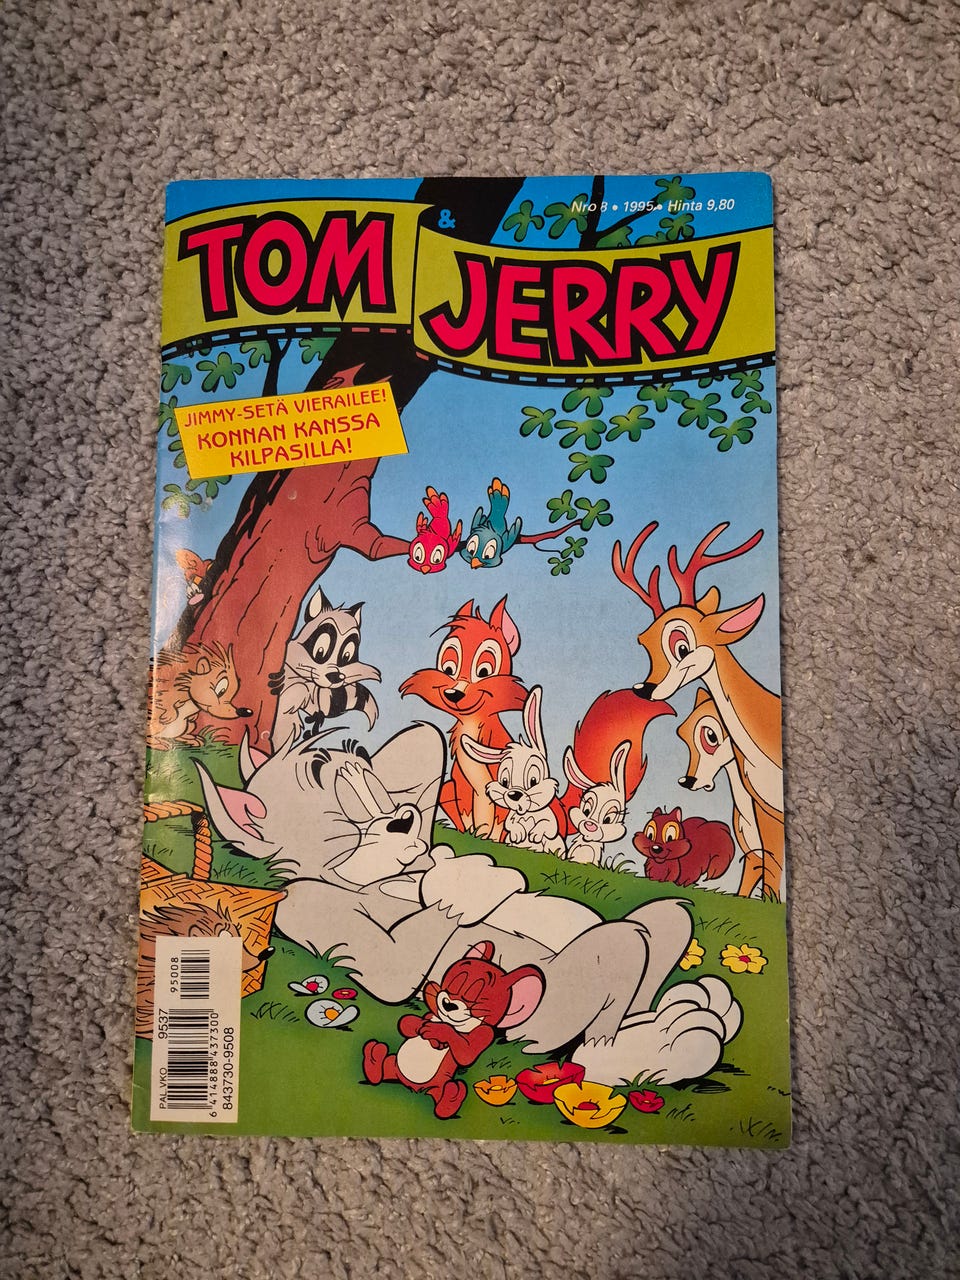 Nro 8 • 1995 • Hinta 9,80
TOM & JERRY
JIMMY-SETÄ VIERAILEE!
KONNAN KANSSA
KILPASILLA!
PAL.VKO 9537
95008
6 414888 437300
843730-9508